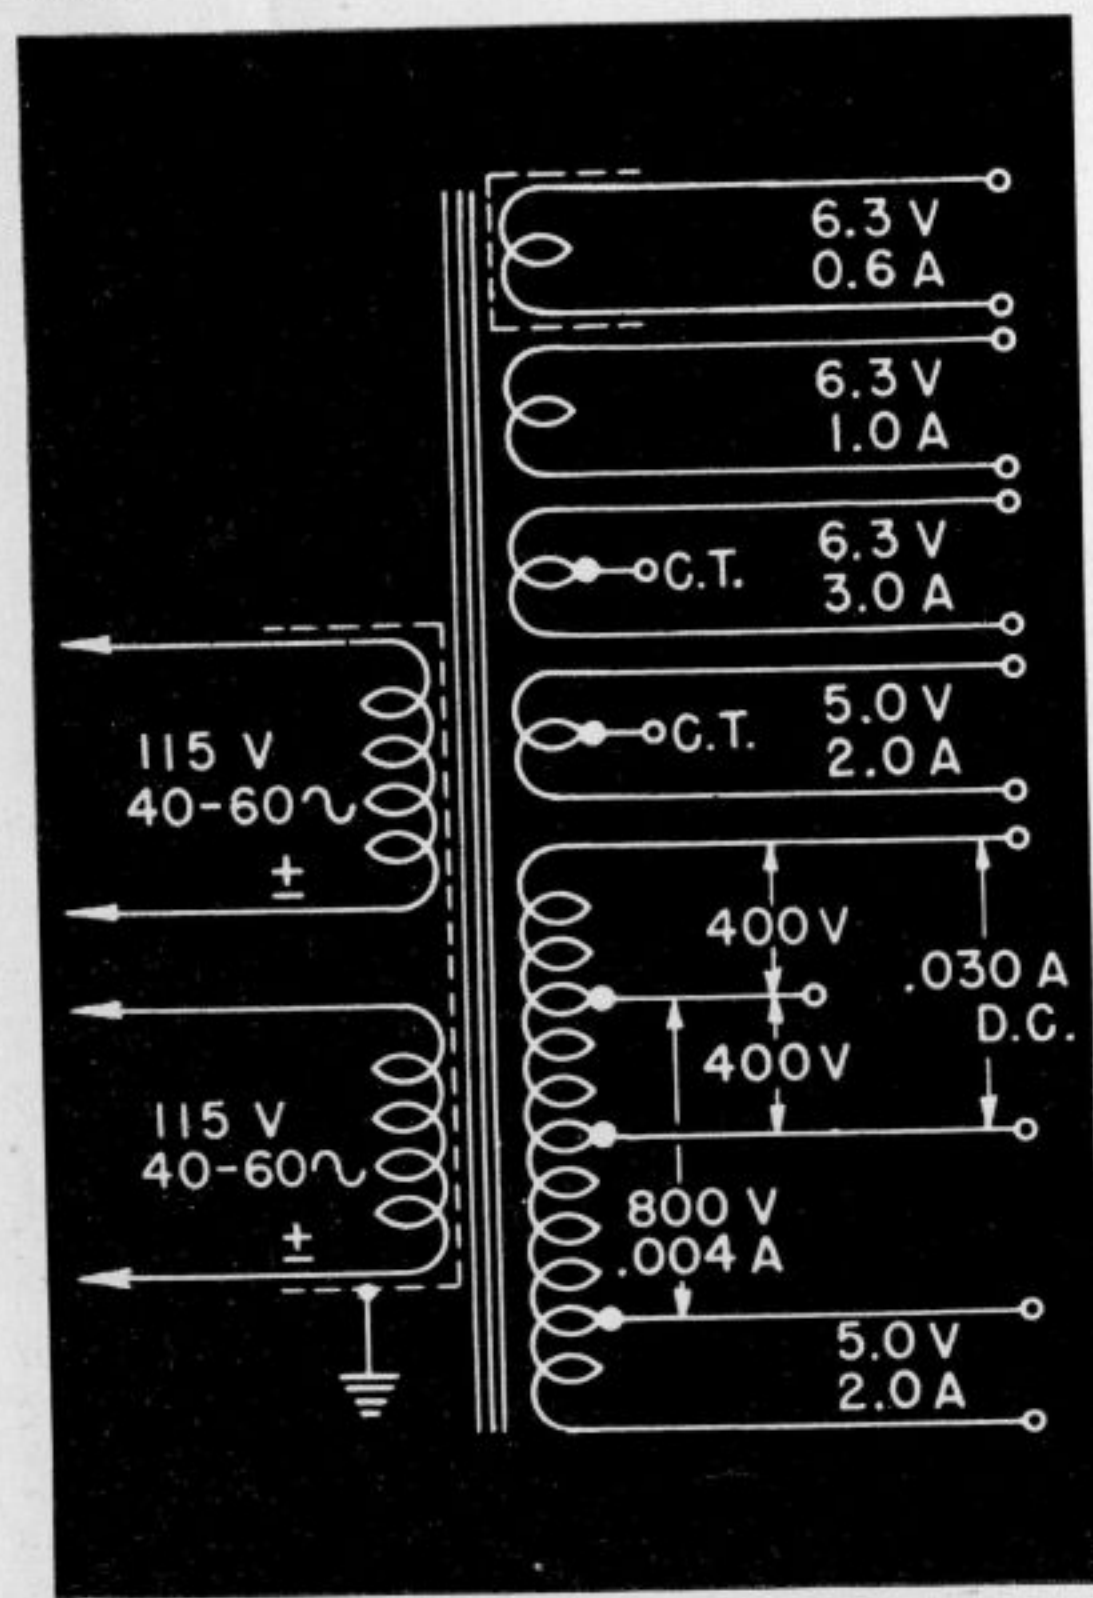 6.3 V
0.6 A
6.3 V
1.0 A
C.T.
6.3 V
3.0 A
C.T.
5.0 V
2.0 A
115 V
40-60∿
±
115 V
40-60∿
±
400 V
400 V
.030 A
D.C.
800 V
.004 A
5.0 V
2.0 A